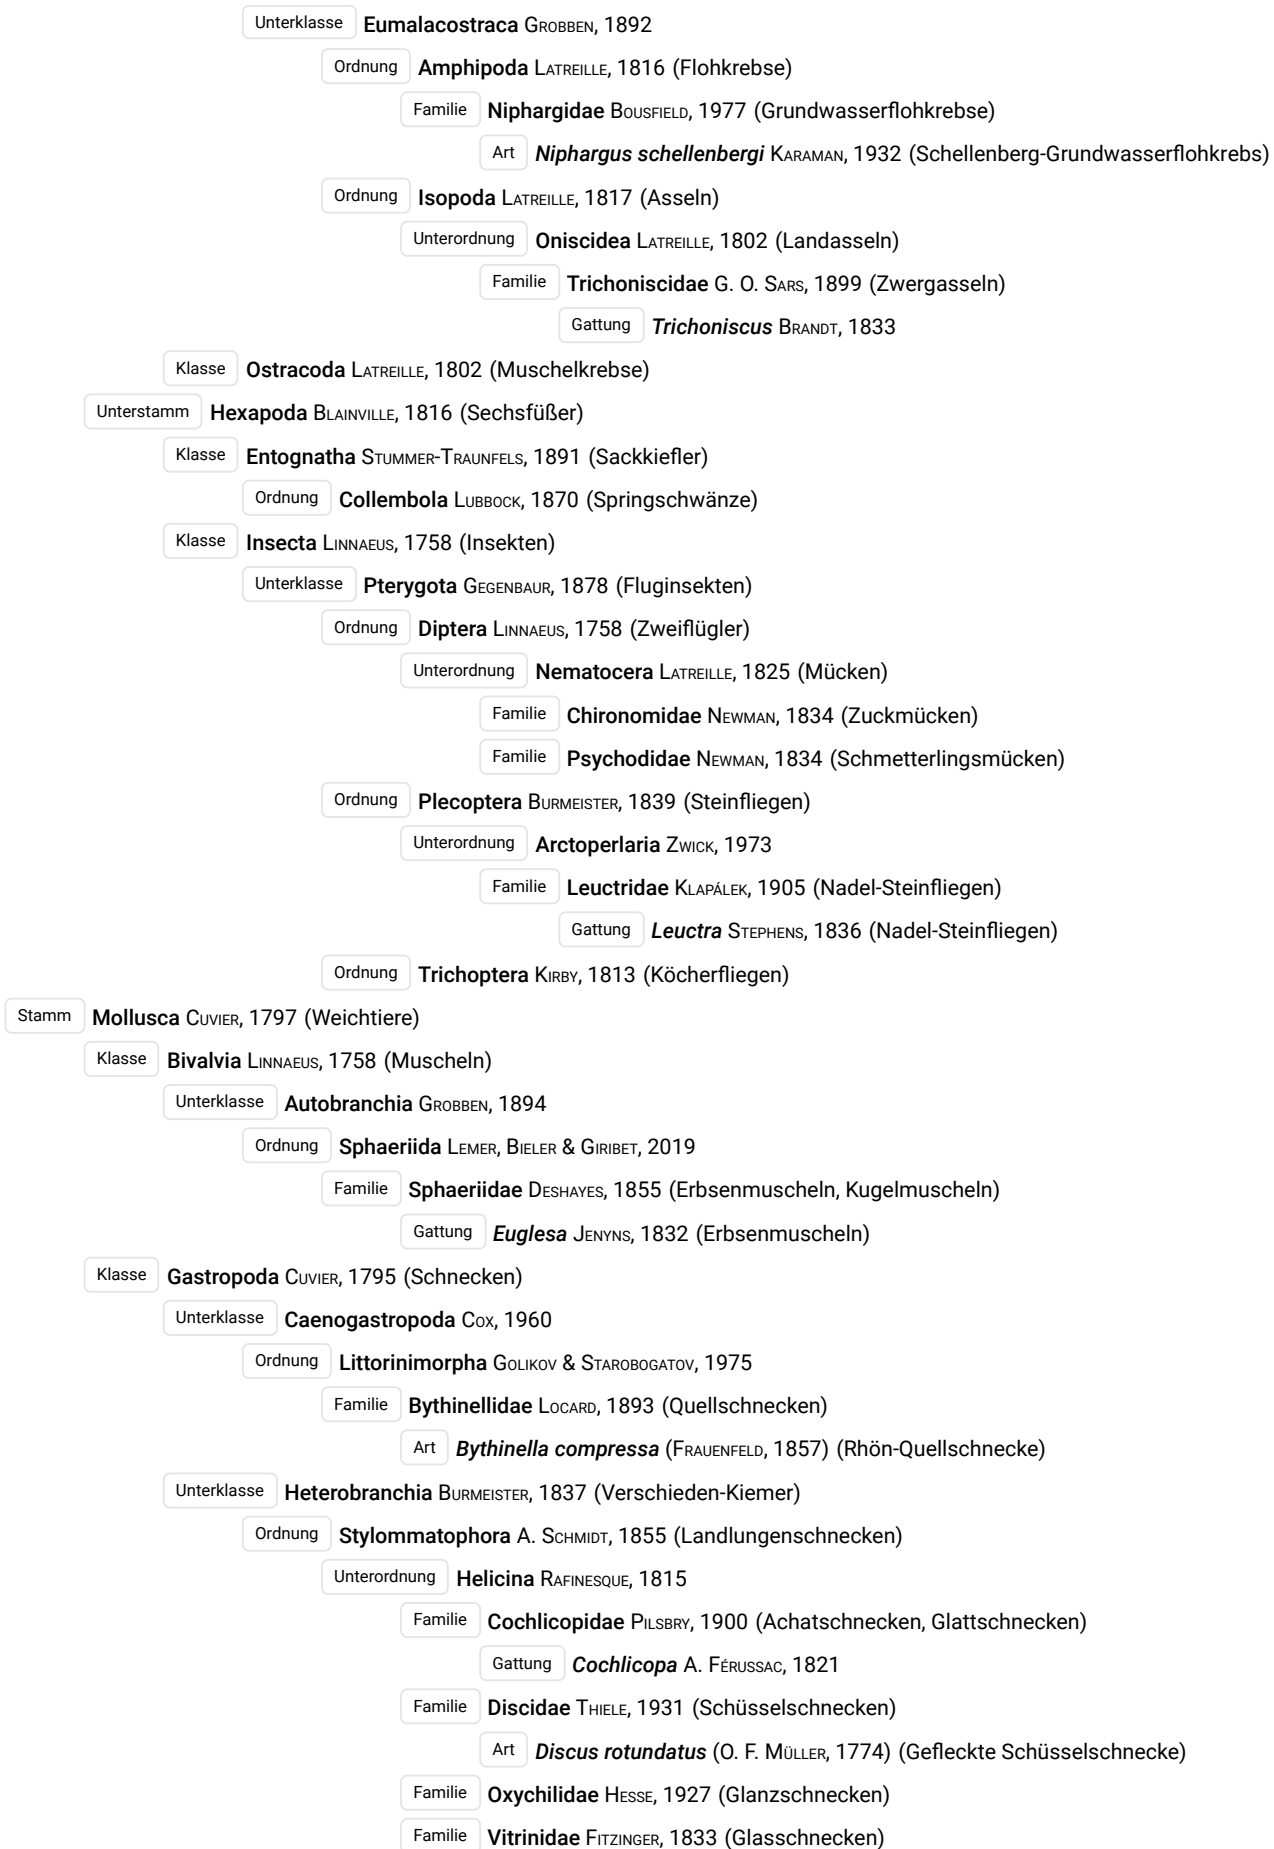 Unterklasse Eumalacostraca GROBBEN, 1892
Ordnung Amphipoda LATREILLE, 1816 (Flohkrebse)
Familie Niphargidae BOUSFIELD, 1977 (Grundwasserflohkrebse)
Art Niphargus schellenbergi KARAMAN, 1932 (Schellenberg-Grundwasserflohkrebs)
Ordnung Isopoda LATREILLE, 1817 (Asseln)
Unterordnung Oniscidea LATREILLE, 1802 (Landasseln)
Familie Trichoniscidae G. O. SARS, 1899 (Zwergasseln)
Gattung Trichoniscus BRANDT, 1833
Klasse Ostracoda LATREILLE, 1802 (Muschelkrebse)
Unterstamm Hexapoda BLAINVILLE, 1816 (Sechsfüßer)
Klasse Entognatha STUMMER-TRAUNFELS, 1891 (Sackkiefler)
Ordnung Collembola LUBBOCK, 1870 (Springschwänze)
Klasse Insecta LINNAEUS, 1758 (Insekten)
Unterklasse Pterygota GEGENBAUR, 1878 (Fluginsekten)
Ordnung Diptera LINNAEUS, 1758 (Zweiflügler)
Unterordnung Nematocera LATREILLE, 1825 (Mücken)
Familie Chironomidae NEWMAN, 1834 (Zuckmücken)
Familie Psychodidae NEWMAN, 1834 (Schmetterlingsmücken)
Ordnung Plecoptera BURMEISTER, 1839 (Steinfliegen)
Unterordnung Arctoperlaria ZWICK, 1973
Familie Leuctridae KLAPÁLEK, 1905 (Nadel-Steinfliegen)
Gattung Leuctra STEPHENS, 1836 (Nadel-Steinfliegen)
Ordnung Trichoptera KIRBY, 1813 (Köcherfliegen)
Stamm Mollusca CUVIER, 1797 (Weichtiere)
Klasse Bivalvia LINNAEUS, 1758 (Muscheln)
Unterklasse Autobranchia GROBBEN, 1894
Ordnung Sphaeriida LEMER, BIELER & GIRIBET, 2019
Familie Sphaeriidae DESHAYES, 1855 (Erbsenmuscheln, Kugelmuscheln)
Gattung Euglesa JENYNS, 1832 (Erbsenmuscheln)
Klasse Gastropoda CUVIER, 1795 (Schnecken)
Unterklasse Caenogastropoda COX, 1960
Ordnung Littorinimorpha GOLIKOV & STAROBOGATOV, 1975
Familie Bythinellidae LOCARD, 1893 (Quellschnecken)
Art Bythinella compressa (FRAUENFELD, 1857) (Rhön-Quellschnecke)
Unterklasse Heterobranchia BURMEISTER, 1837 (Verschieden-Kiemer)
Ordnung Stylommatophora A. SCHMIDT, 1855 (Landlungenschnecken)
Unterordnung Helicina RAFINESQUE, 1815
Familie Cochlicopidae PILSBRY, 1900 (Achatschnecken, Glattschnecken)
Gattung Cochlicopa A. FÉRUSSAC, 1821
Familie Discidae THIELE, 1931 (Schüsselschnecken)
Art Discus rotundatus (O. F. MÜLLER, 1774) (Gefleckte Schüsselschnecke)
Familie Oxychilidae HESSE, 1927 (Glanzschnecken)
Familie Vitrinidae FITZINGER, 1833 (Glasschnecken)